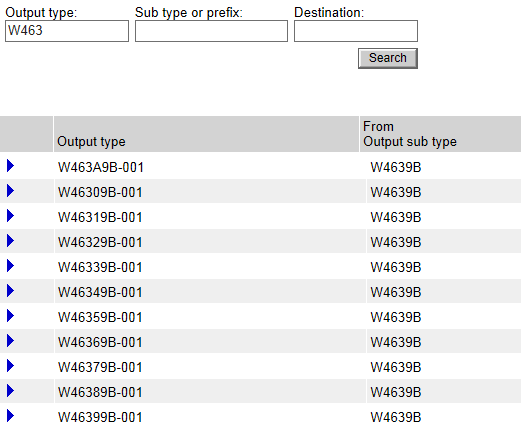 Output type: Sub type or prefix: Destination:
W463
Search
From
Output type Output sub type
W463A9B-001 W4639B
W46309B-001 W4639B
W46319B-001 W4639B
W46329B-001 W4639B
W46339B-001 W4639B
W46349B-001 W4639B
W46359B-001 W4639B
W46369B-001 W4639B
W46379B-001 W4639B
W46389B-001 W4639B
W46399B-001 W4639B